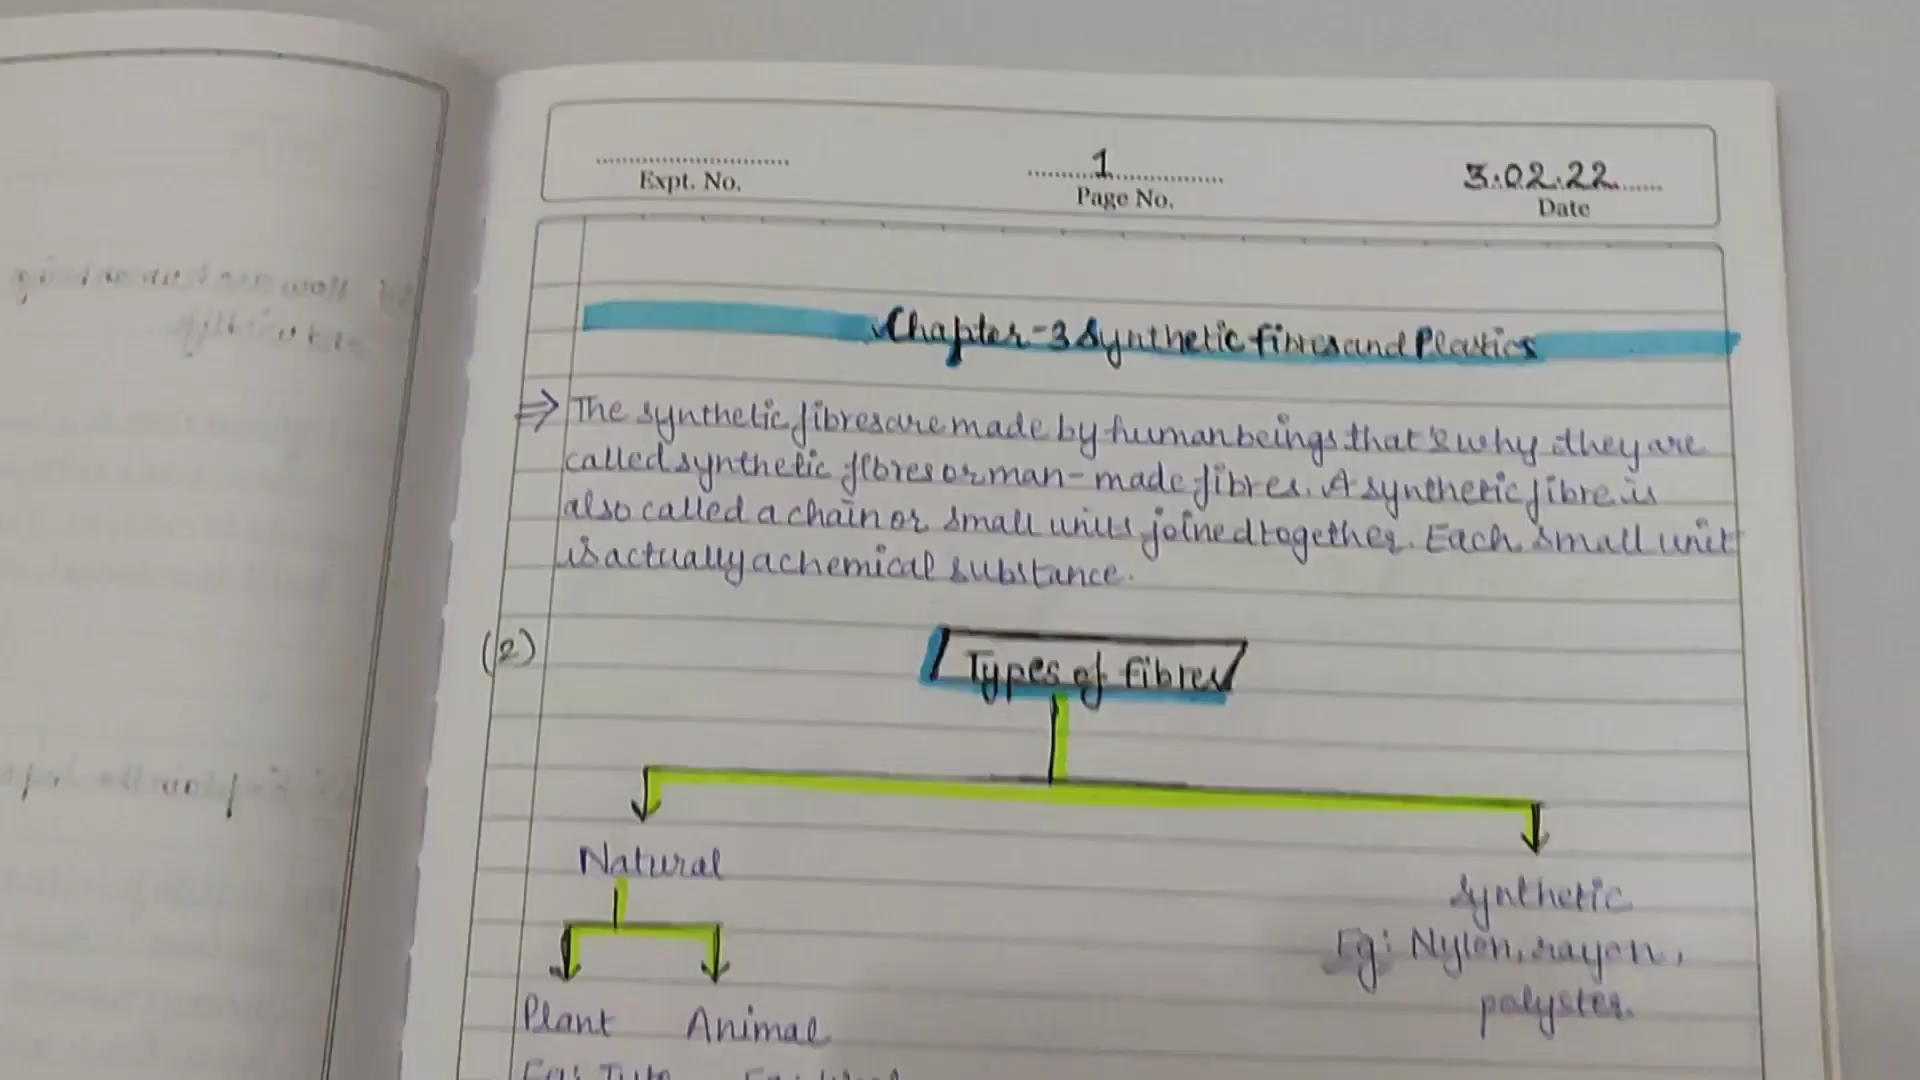 1
3.02.22
Expt. No.
Page No.
Date
Chapter-3 Synthetic fibres and Plastics
⇒ The synthetic fibres are made by human beings that's why they are
called synthetic fibres or man-made fibres. A synthetic fibre is
also called a chain or small units joined together. Each small unit
is actually a chemical substance.
(2)
Types of fibres
Natural
Synthetic
Eg: Nylon, rayon,
polyster.
Plant Animal